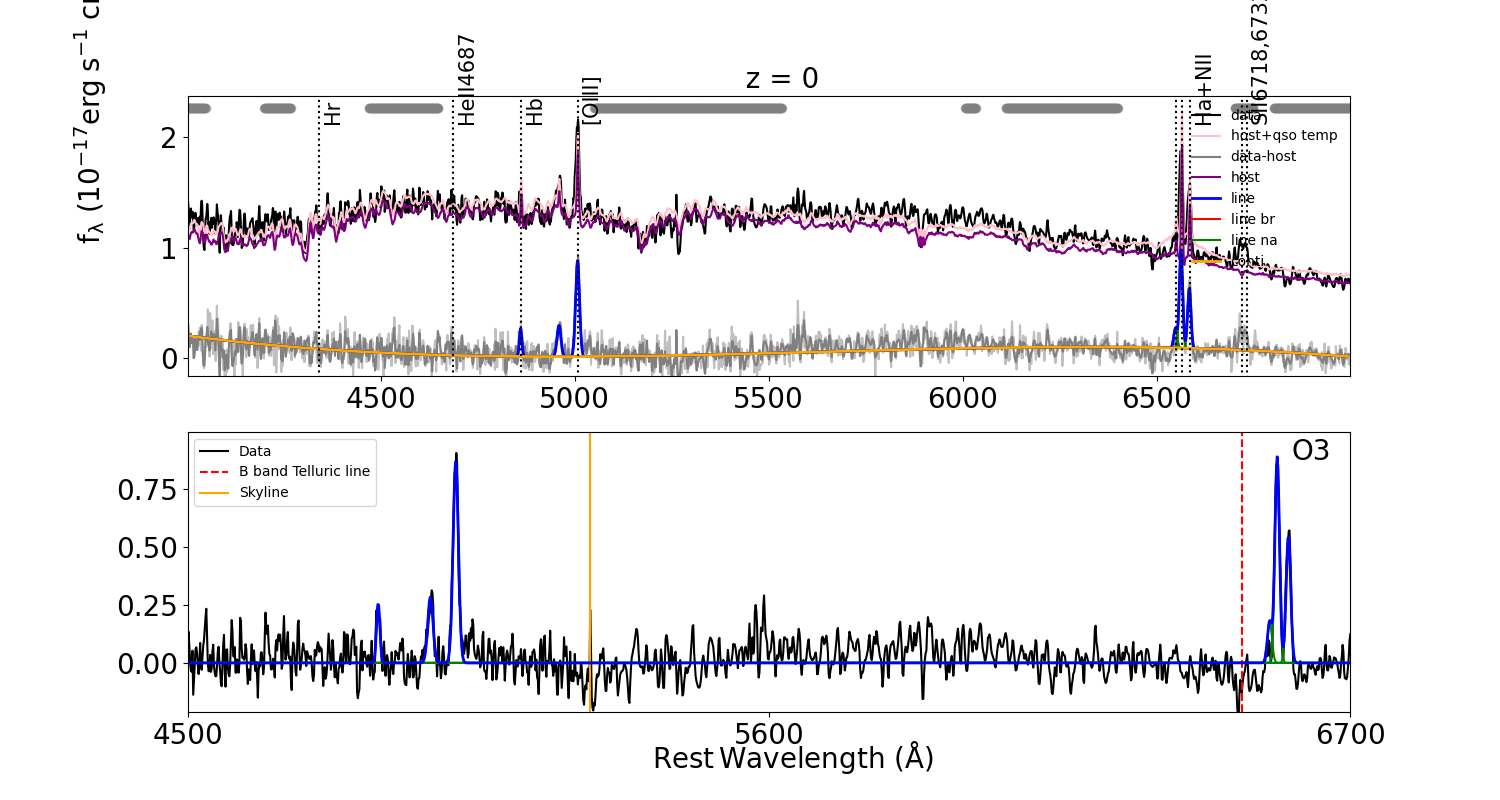 z = 0
f_λ (10^−17 erg s^−1 c
Hr
HeII4687
Hb
[OIII]
Ha+NII
SII6718,673
data
host+qso temp
data-host
host
line
line br
line na
conti
2
1
0
4500
5000
5500
6000
6500
O3
Data
B band Telluric line
Skyline
0.75
0.50
0.25
0.00
4500
5600
6700
Rest Wavelength (Å)